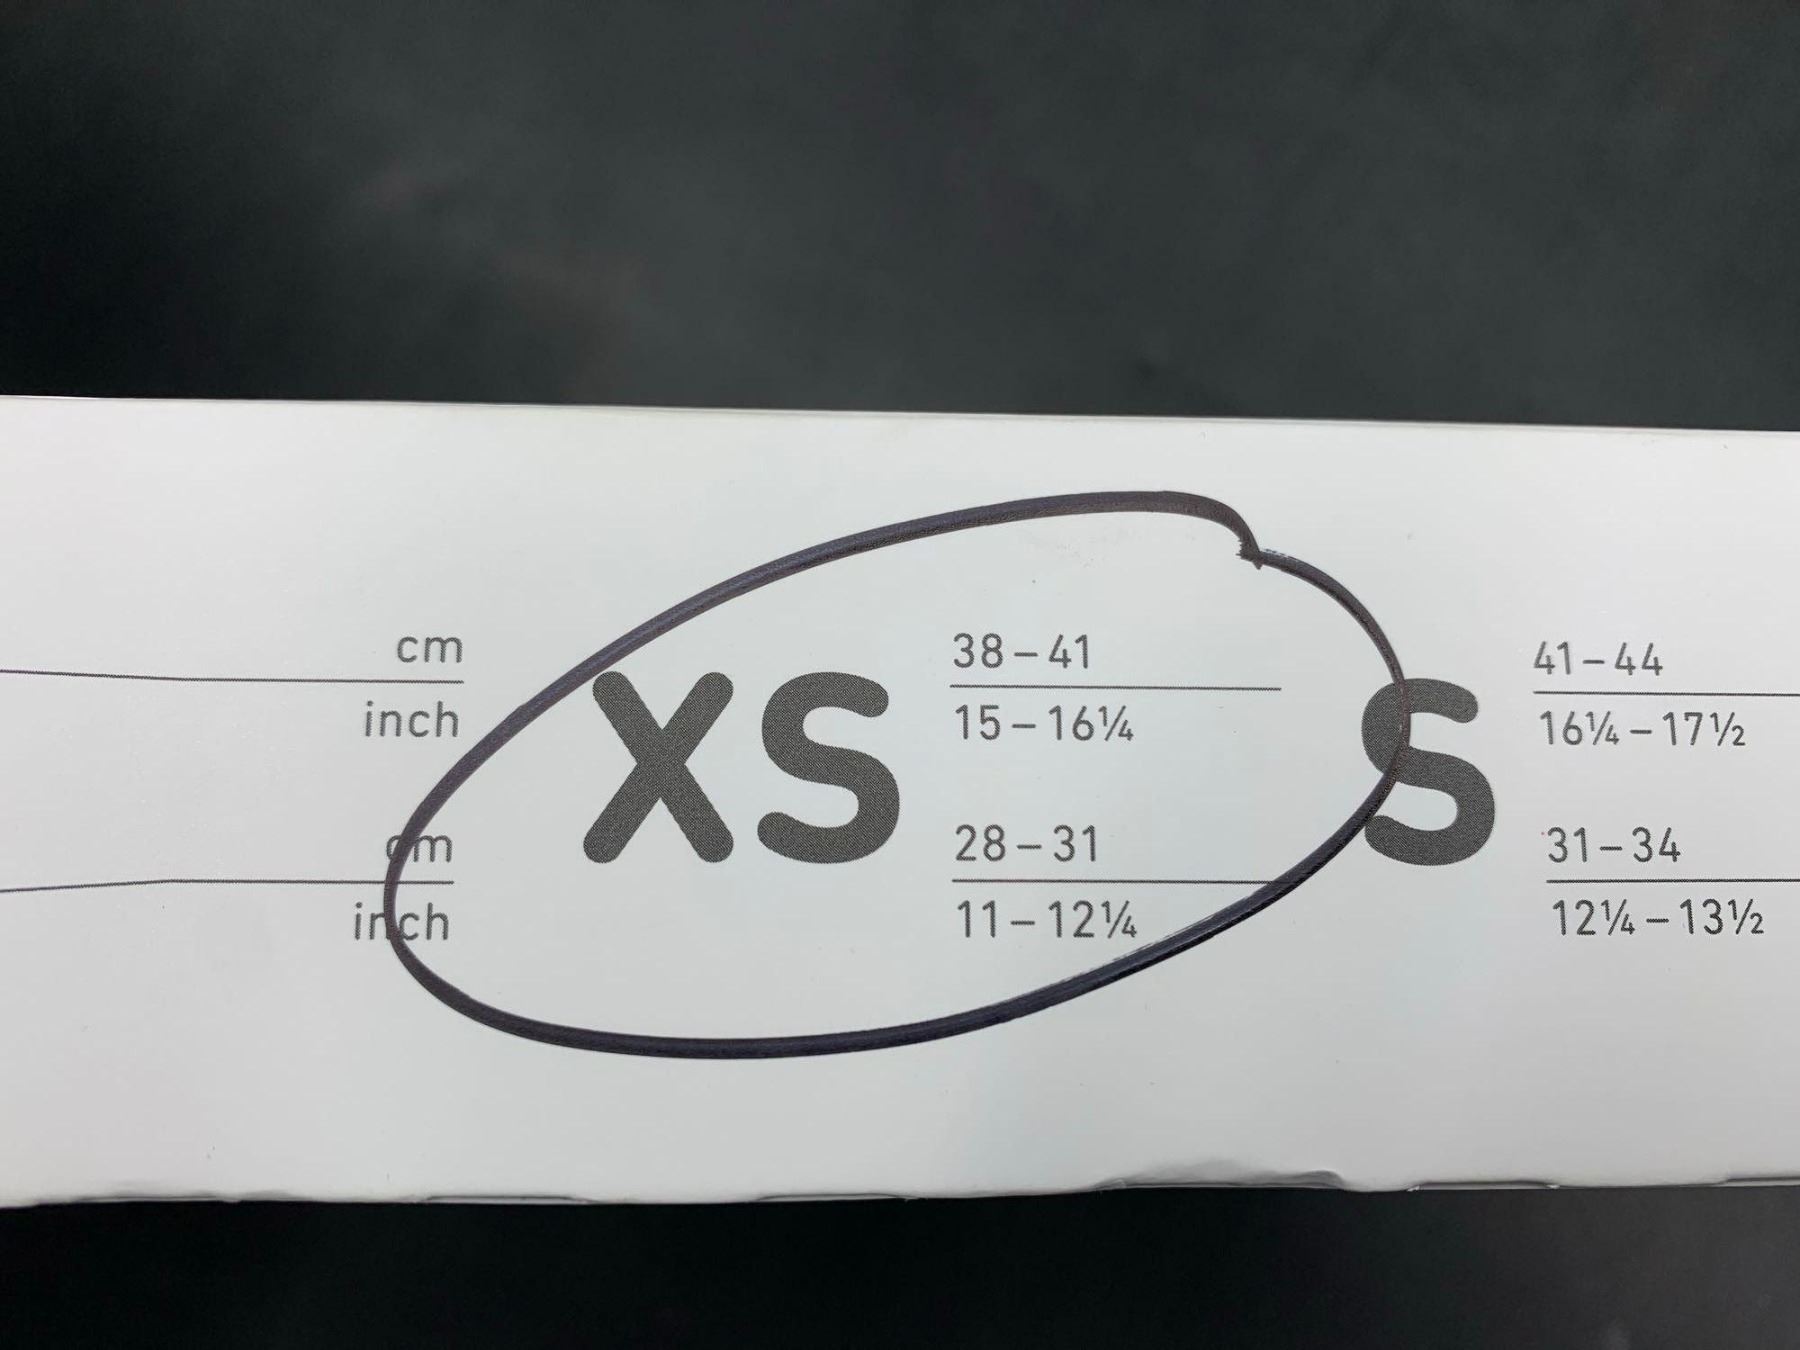 cm
inch
cm
inch
XS
38–41
15–16¼
28–31
11–12¼
S
41–44
16¼–17½
31–34
12¼–13½